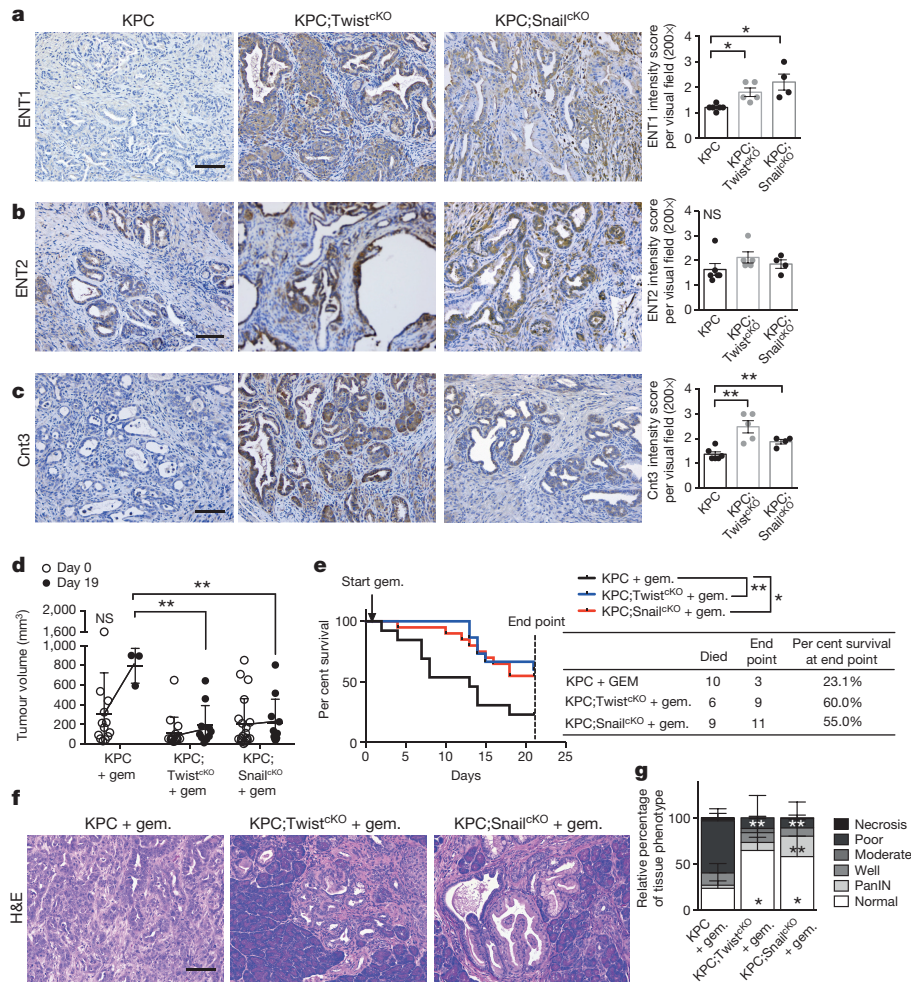 a
KPC
KPC;Twist^cKO
KPC;Snail^cKO
ENT1
ENT1 intensity score
per visual field (200×)
4
3
2
1
0
*
*
KPC
KPC;
Twist^cKO
KPC;
Snail^cKO
b
ENT2
ENT2 intensity score
per visual field (200×)
4
3
2
1
0
NS
KPC
KPC;
Twist^cKO
KPC;
Snail^cKO
c
Cnt3
Cnt3 intensity score
per visual field (200×)
4
3
2
1
0
**
**
KPC
KPC;
Twist^cKO
KPC;
Snail^cKO
d
Day 0
Day 19
Tumour volume (mm³)
2,000
1,600
1,000
800
600
400
200
0
NS
**
**
KPC
+ gem
KPC;
Twist^cKO
+ gem
KPC;
Snail^cKO
+ gem
e
Start gem.
End point
Per cent survival
100
50
0
0 5 10 15 20 25
Days
KPC + gem.
KPC;Twist^cKO + gem.
KPC;Snail^cKO + gem.
**
*
Died End point Per cent survival at end point
KPC + GEM 10 3 23.1%
KPC;Twist^cKO + gem. 6 9 60.0%
KPC;Snail^cKO + gem. 9 11 55.0%
f
KPC + gem.
KPC;Twist^cKO + gem.
KPC;Snail^cKO + gem.
H&E
g
Relative percentage
of tissue phenotype
100
50
0
**
**
**
*
*
KPC
+ gem.
KPC;Twist^cKO
+ gem.
KPC;Snail^cKO
+ gem.
Necrosis
Poor
Moderate
Well
PanIN
Normal